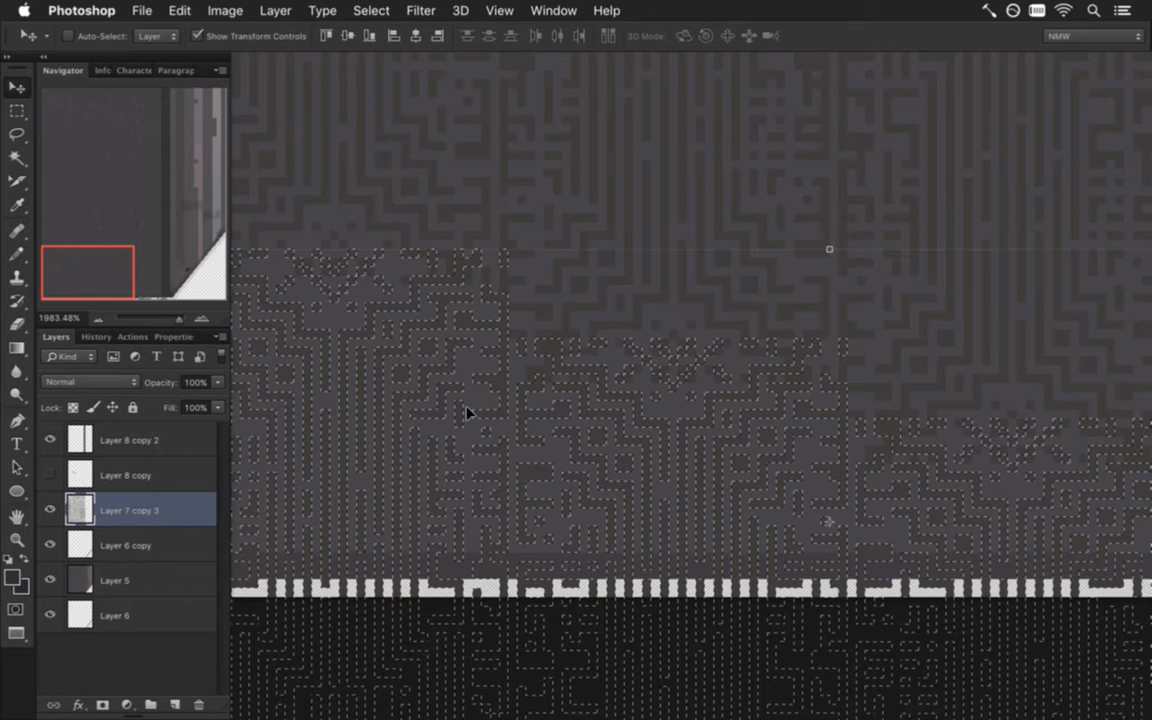 Photoshop File Edit Image Layer Type Select Filter 3D View Window Help
Auto-Select: Layer Show Transform Controls 3D Mode: NMW
Navigator Info Characte Paragrap
1983.48%
Layers History Actions Propertie
Kind
Normal Opacity: 100%
Lock: Fill: 100%
Layer 8 copy 2
Layer 8 copy
Layer 7 copy 3
Layer 6 copy
Layer 5
Layer 6
fx